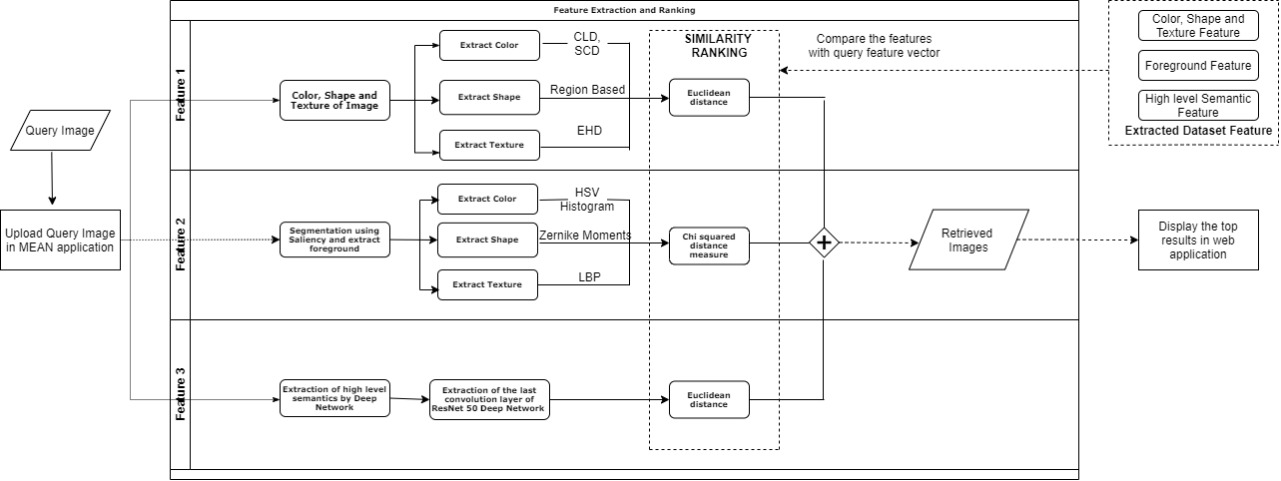 Feature Extraction and Ranking
Query Image
Upload Query Image
in MEAN application
Feature 1
Color, Shape and
Texture of Image
Extract Color
Extract Shape
Extract Texture
CLD,
SCD
Region Based
EHD
SIMILARITY
RANKING
Euclidean
distance
Compare the features
with query feature vector
Color, Shape and
Texture Feature
Foreground Feature
High level Semantic
Feature
Extracted Dataset Feature
Feature 2
Segmentation using
Saliency and extract
foreground
Extract Color
Extract Shape
Extract Texture
HSV
Histogram
Zernike Moments
LBP
Chi squared
distance
measure
+
Retrieved
Images
Display the top
results in web
application
Feature 3
Extraction of high level
semantics by Deep
Network
Extraction of the last
convolution layer of
ResNet 50 Deep Network
Euclidean
distance